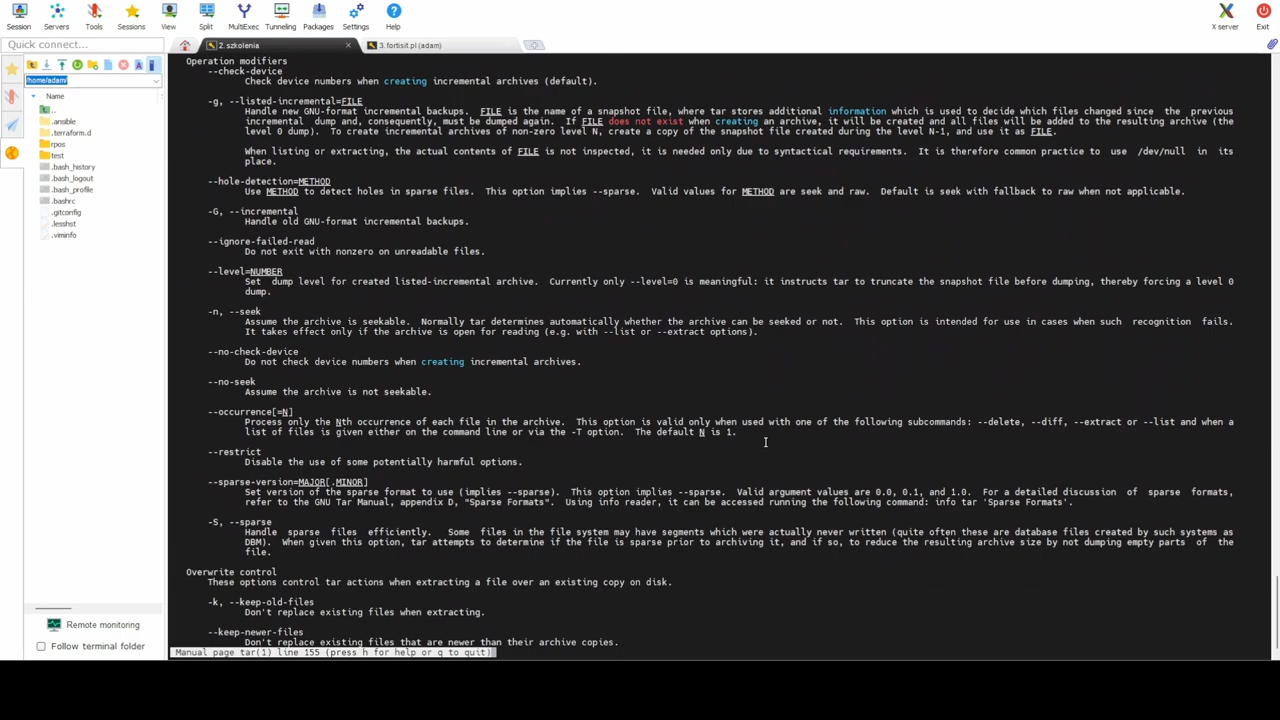 Session Servers Tools Sessions View Split MultiExec Tunneling Packages Settings Help X server Exit
Quick connect...
2. szkolenia
3. fortisit.pl (adam)
/home/adam/
Name
..
.ansible
.terraform.d
rpos
test
.bash_history
.bash_logout
.bash_profile
.bashrc
.gitconfig
.lesshst
.viminfo
Remote monitoring
Follow terminal folder
Operation modifiers
--check-device
Check device numbers when creating incremental archives (default).
-g, --listed-incremental=FILE
Handle new GNU-format incremental backups. FILE is the name of a snapshot file, where tar stores additional information which is used to decide which files changed since the previous
incremental dump and, consequently, must be dumped again. If FILE does not exist when creating an archive, it will be created and all files will be added to the resulting archive (the
level 0 dump). To create incremental archives of non-zero level N, create a copy of the snapshot file created during the level N-1, and use it as FILE.
When listing or extracting, the actual contents of FILE is not inspected, it is needed only due to syntactical requirements. It is therefore common practice to use /dev/null in its
place.
--hole-detection=METHOD
Use METHOD to detect holes in sparse files. This option implies --sparse. Valid values for METHOD are seek and raw. Default is seek with fallback to raw when not applicable.
-G, --incremental
Handle old GNU-format incremental backups.
--ignore-failed-read
Do not exit with nonzero on unreadable files.
--level=NUMBER
Set dump level for created listed-incremental archive. Currently only --level=0 is meaningful: it instructs tar to truncate the snapshot file before dumping, thereby forcing a level 0
dump.
-n, --seek
Assume the archive is seekable. Normally tar determines automatically whether the archive can be seeked or not. This option is intended for use in cases when such recognition fails.
It takes effect only if the archive is open for reading (e.g. with --list or --extract options).
--no-check-device
Do not check device numbers when creating incremental archives.
--no-seek
Assume the archive is not seekable.
--occurrence[=N]
Process only the Nth occurrence of each file in the archive. This option is valid only when used with one of the following subcommands: --delete, --diff, --extract or --list and when a
list of files is given either on the command line or via the -T option. The default N is 1.
--restrict
Disable the use of some potentially harmful options.
--sparse-version=MAJOR[.MINOR]
Set version of the sparse format to use (implies --sparse). This option implies --sparse. Valid argument values are 0.0, 0.1, and 1.0. For a detailed discussion of sparse formats,
refer to the GNU Tar Manual, appendix D, "Sparse Formats". Using info reader, it can be accessed running the following command: info tar 'Sparse Formats'.
-S, --sparse
Handle sparse files efficiently. Some files in the file system may have segments which were actually never written (quite often these are database files created by such systems as
DBM). When given this option, tar attempts to determine if the file is sparse prior to archiving it, and if so, to reduce the resulting archive size by not dumping empty parts of the
file.
Overwrite control
These options control tar actions when extracting a file over an existing copy on disk.
-k, --keep-old-files
Don't replace existing files when extracting.
--keep-newer-files
Don't replace existing files that are newer than their archive copies.
Manual page tar(1) line 155 (press h for help or q to quit)